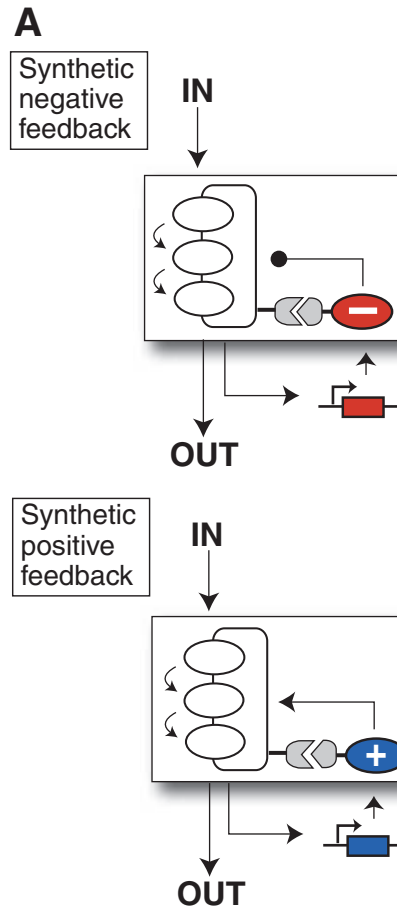 A
Synthetic
negative
feedback
IN
−
OUT
Synthetic
positive
feedback
IN
+
OUT